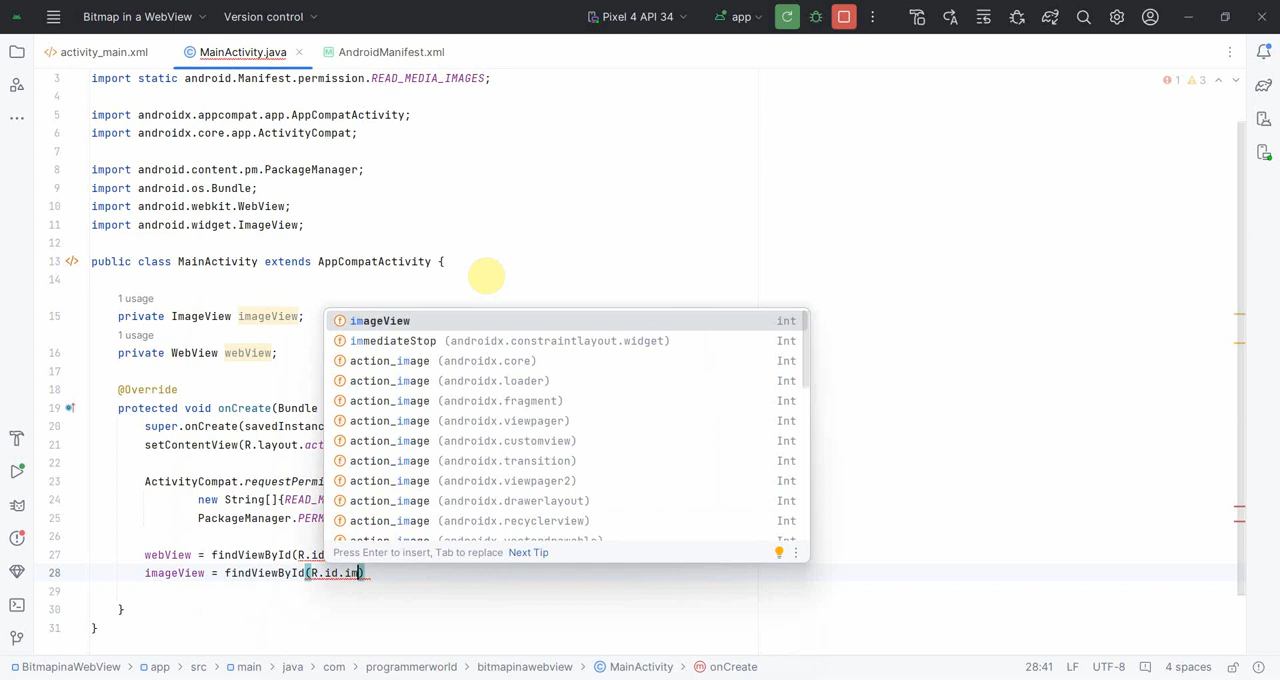 Bitmap in a WebView Version control Pixel 4 API 34 app
activity_main.xml MainActivity.java AndroidManifest.xml
3 import static android.Manifest.permission.READ_MEDIA_IMAGES; 1 3
4
5 import androidx.appcompat.app.AppCompatActivity;
6 import androidx.core.app.ActivityCompat;
7
8 import android.content.pm.PackageManager;
9 import android.os.Bundle;
10 import android.webkit.WebView;
11 import android.widget.ImageView;
12
13 public class MainActivity extends AppCompatActivity {
14
1 usage
15 private ImageView imageView;
1 usage
16 private WebView webView;
17
18 @Override
19 protected void onCreate(Bundle
20 super.onCreate(savedInstanc
21 setContentView(R.layout.act
22
23 ActivityCompat.requestPermi
24 new String[]{READ_M
25 PackageManager.PERM
26
27 webView = findViewById(R.id
28 imageView = findViewById(R.id.im)
29
30 }
31 }
imageView int
immediateStop (androidx.constraintlayout.widget) Int
action_image (androidx.core) Int
action_image (androidx.loader) Int
action_image (androidx.fragment) Int
action_image (androidx.viewpager) Int
action_image (androidx.customview) Int
action_image (androidx.transition) Int
action_image (androidx.viewpager2) Int
action_image (androidx.drawerlayout) Int
action_image (androidx.recyclerview) Int
action_image (androidx.vectordrawable) Int
Press Enter to insert, Tab to replace Next Tip
BitmapinaWebView app src main java com programmerworld bitmapinawebview MainActivity onCreate 28:41 LF UTF-8 4 spaces